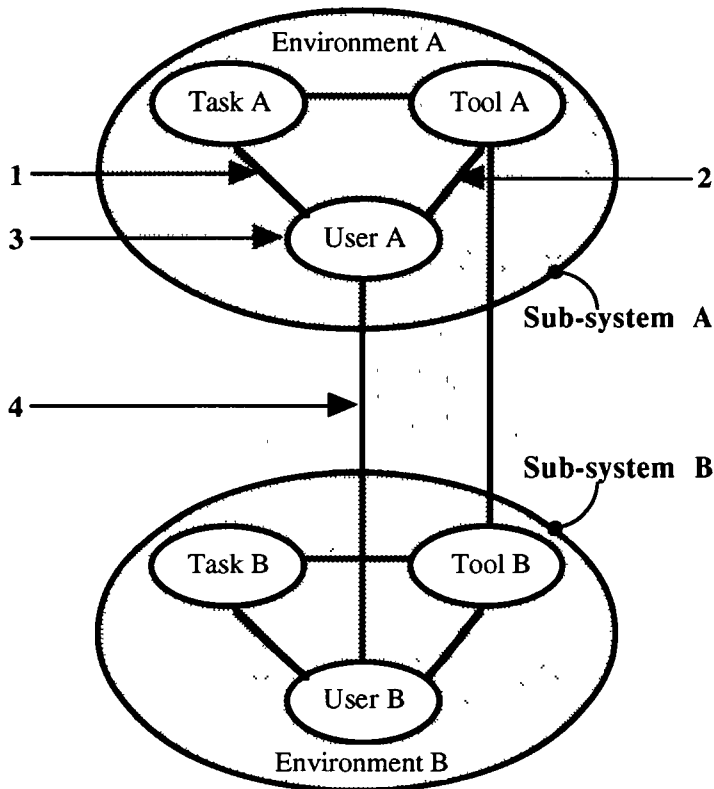 Environment A
Task A
Tool A
1
2
3
User A
Sub-system A
4
Sub-system B
Task B
Tool B
User B
Environment B